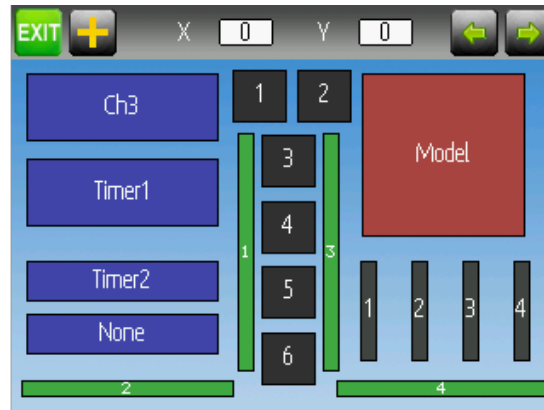 EXIT X 0 Y 0
Ch3 1 2
Model
3
Timer1
4
1 3
Timer2 5
1 2 3 4
None
6
2 4